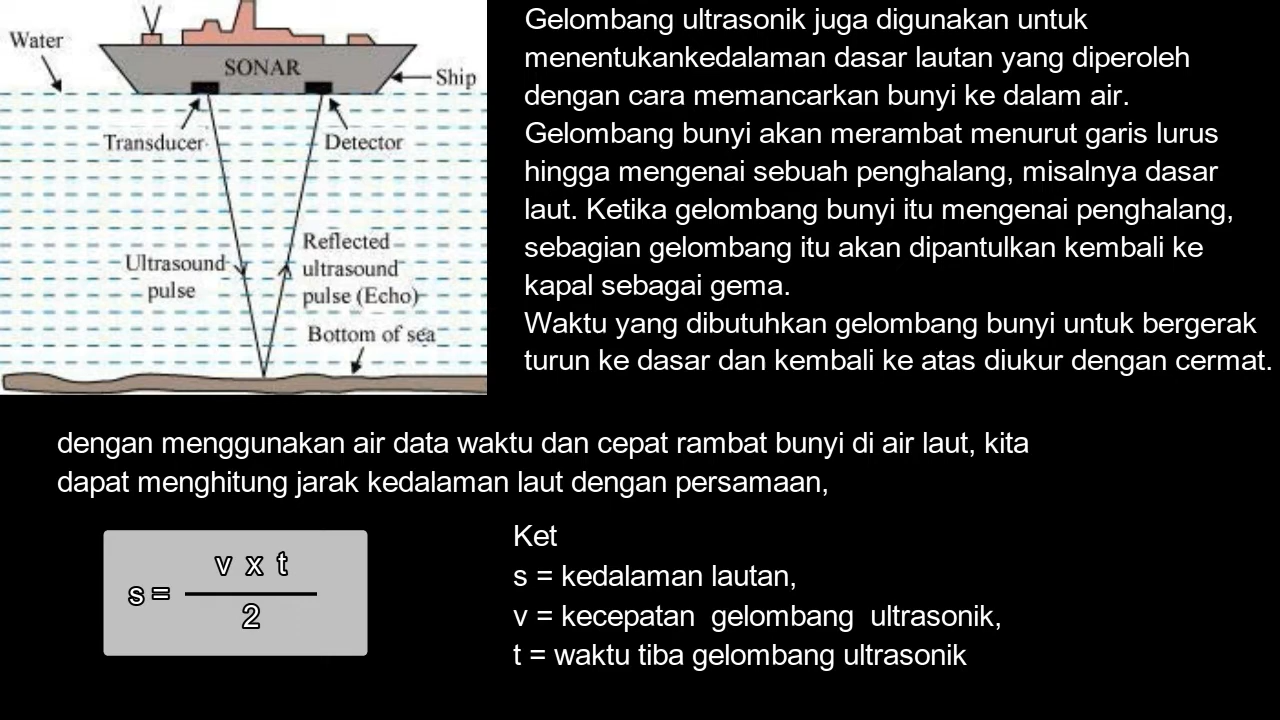 Water
SONAR
Ship
Transducer
Detector
Ultrasound
pulse
Reflected
ultrasound
pulse (Echo)
Bottom of sea
Gelombang ultrasonik juga digunakan untuk
menentukankedalaman dasar lautan yang diperoleh
dengan cara memancarkan bunyi ke dalam air.
Gelombang bunyi akan merambat menurut garis lurus
hingga mengenai sebuah penghalang, misalnya dasar
laut. Ketika gelombang bunyi itu mengenai penghalang,
sebagian gelombang itu akan dipantulkan kembali ke
kapal sebagai gema.
Waktu yang dibutuhkan gelombang bunyi untuk bergerak
turun ke dasar dan kembali ke atas diukur dengan cermat.
dengan menggunakan air data waktu dan cepat rambat bunyi di air laut, kita
dapat menghitung jarak kedalaman laut dengan persamaan,
v x t
s =
2
Ket
s = kedalaman lautan,
v = kecepatan gelombang ultrasonik,
t = waktu tiba gelombang ultrasonik